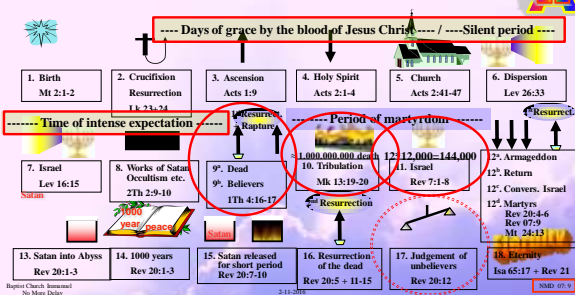 ---- Days of grace by the blood of Jesus Christ ---- / ----Silent period ----
1. Birth
Mt 2:1-2
2. Crucifixion
Resurrection
Lk 23+24
3. Ascension
Acts 1:9
4. Holy Spirit
Acts 2:1-4
5. Church
Acts 2:41-47
6. Dispersion
Lev 26:33
------- Time of intense expectation -------
Resurrect.
Rapture
-------- Period of martyrdom --------
Resurrect.
7. Israel
Lev 16:15
Satan
8. Works of Satan
Occultism etc.
2Th 2:9-10
9ª. Dead
9ᵇ. Believers
1Th 4:16-17
≈ 1,000,000,000 death
10. Tribulation
Mk 13:19-20
12*12,000=144,000
11. Israel
Rev 7:1-8
12ª. Armageddon
12ᵇ. Return
12ᶜ. Convers. Israel
12ᵈ. Martyrs
Rev 20:4-6
Rev 07:9
Mt 24:13
1000
year
peace
Satan
Resurrection
13. Satan into Abyss
Rev 20:1-3
14. 1000 years
Rev 20:1-3
15. Satan released
for short period
Rev 20:7-10
16. Resurrection
of the dead
Rev 20:5 + 11-15
17. Judgement of
unbelievers
Rev 20:12
18. Eternity
Isa 65:17 + Rev 21
Baptist Church Immanuel
No More Delay
2-11-2016
NMD 07: 9